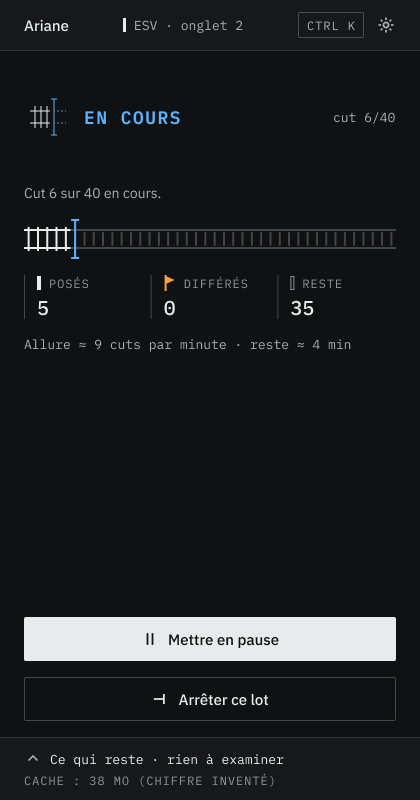 Ariane
ESV · onglet 2
CTRL K
EN COURS
cut 6/40
Cut 6 sur 40 en cours.
POSÉS
5
DIFFÉRÉS
0
RESTE
35
Allure ≈ 9 cuts par minute · reste ≈ 4 min
Mettre en pause
Arrêter ce lot
Ce qui reste · rien à examiner
CACHE : 38 MO (CHIFFRE INVENTÉ)